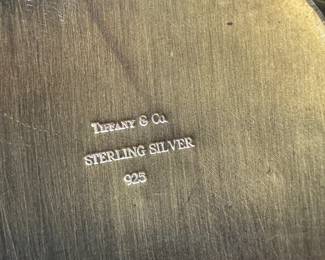 TIFFANY & Co.
STERLING SILVER
925